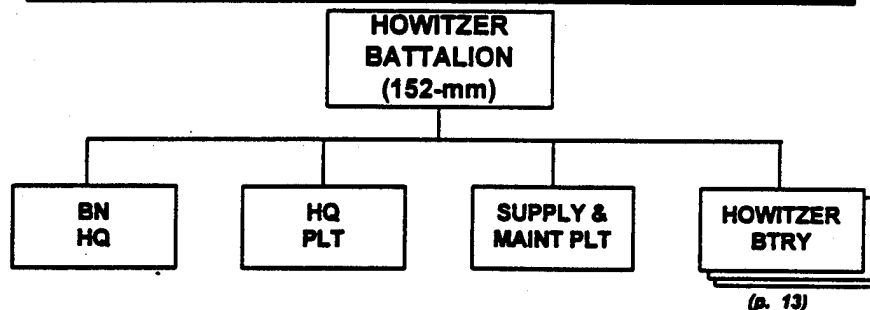 HOWITZER
BATTALION
(152-mm)
BN
HQ
HQ
PLT
SUPPLY &
MAINT PLT
HOWITZER
BTRY
(p. 13)